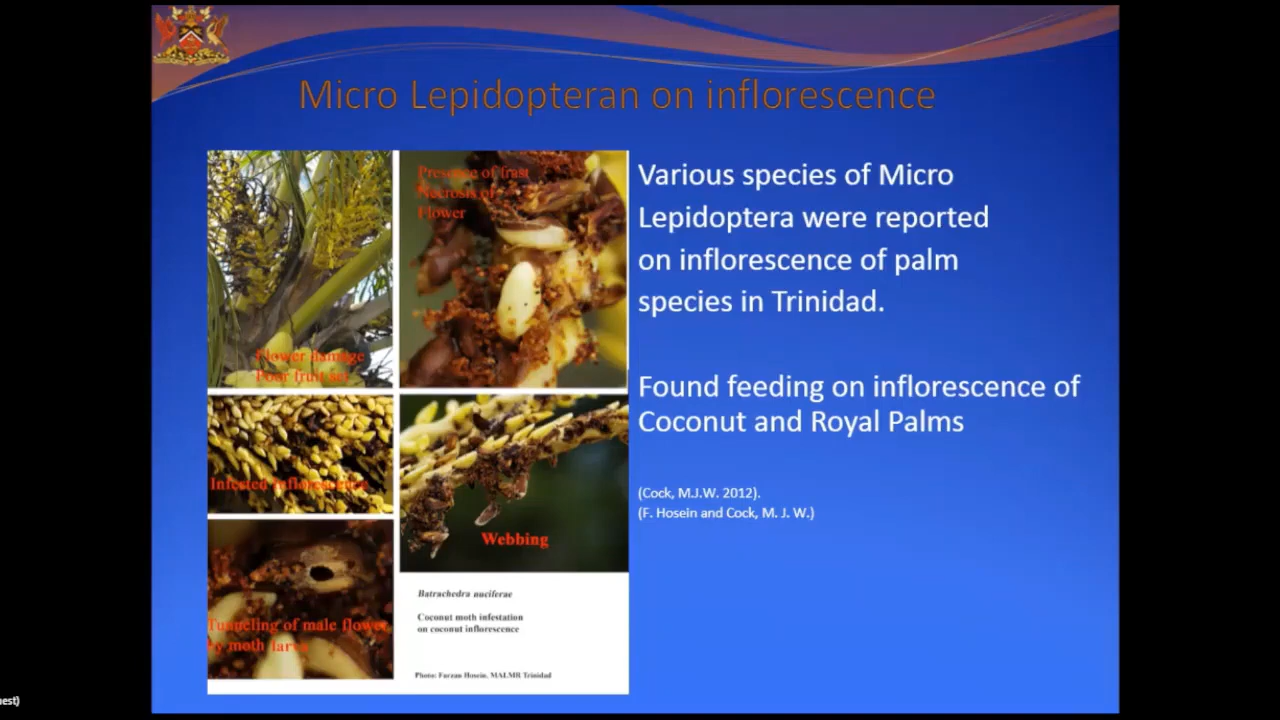 Micro Lepidopteran on inflorescence
Presence of frast
Necrosis of
Flower
Flower damage
Poor fruit set
Infested Inflorescence
Webbing
Tunneling of male flower
by moth larva
Batrachedra nuciferae
Coconut moth infestation
on coconut inflorescence
Photo: Farzan Hosein, MALMR Trinidad
Various species of Micro
Lepidoptera were reported
on inflorescence of palm
species in Trinidad.
Found feeding on inflorescence of
Coconut and Royal Palms
(Cock, M.J.W. 2012).
(F. Hosein and Cock, M. J. W.)